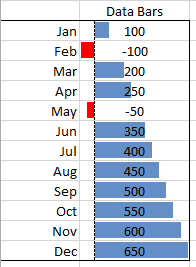 Data Bars
Jan 100
Feb -100
Mar 200
Apr 250
May -50
Jun 350
Jul 400
Aug 450
Sep 500
Oct 550
Nov 600
Dec 650